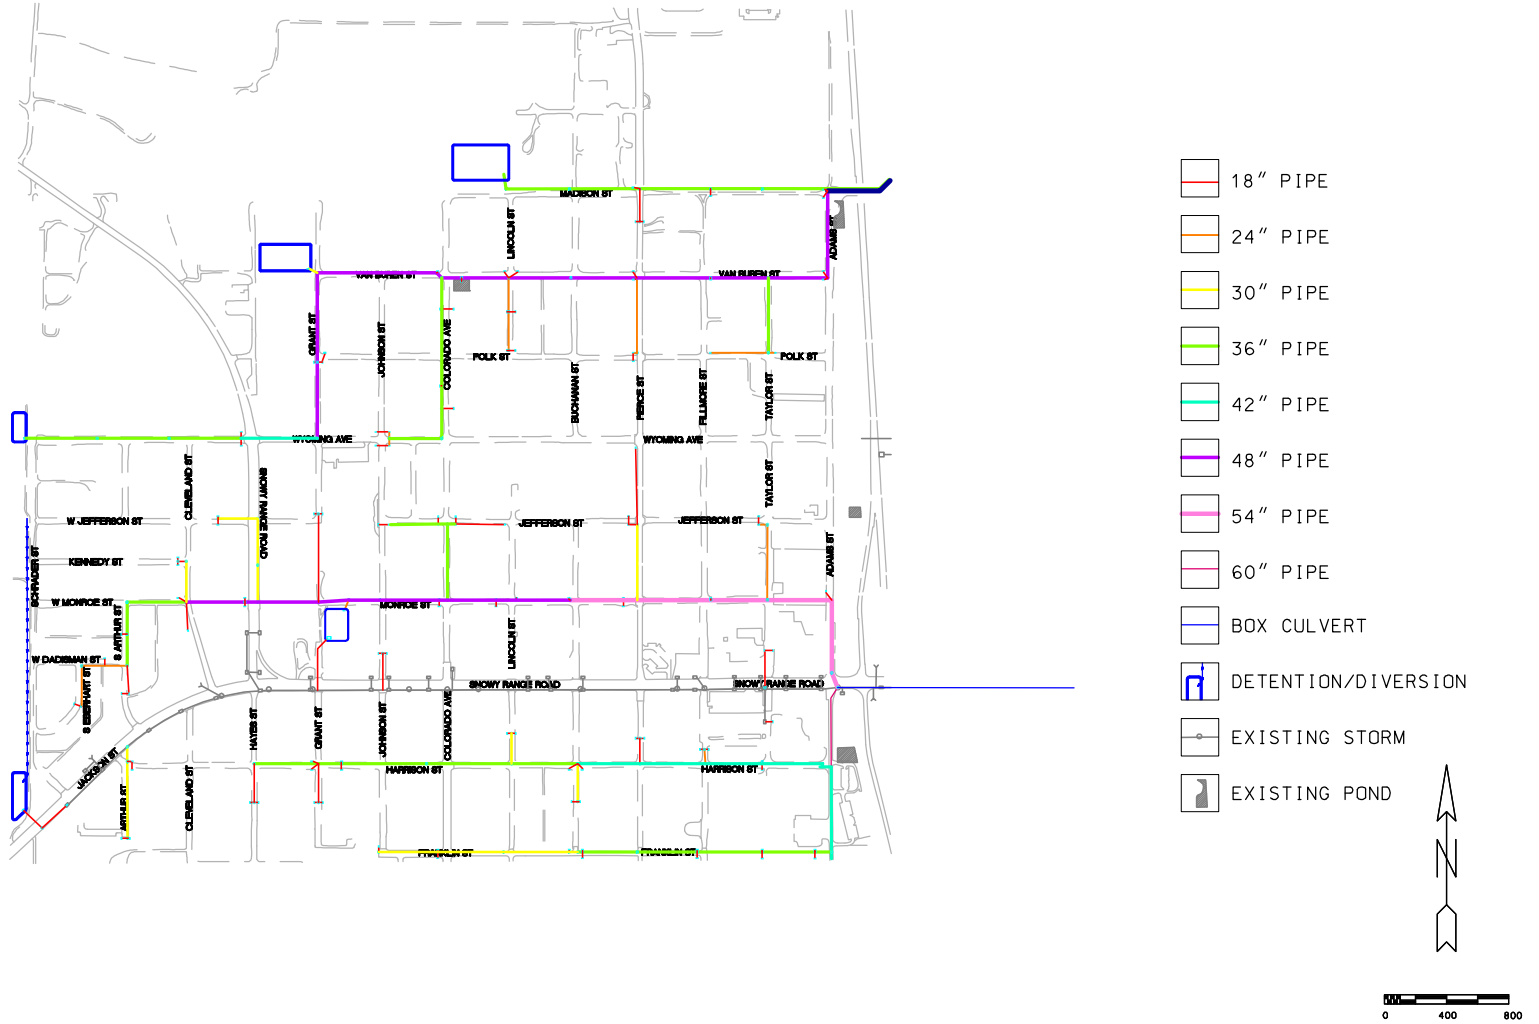 MADISON ST
LINCOLN ST
ADAMS ST
VAN BUREN ST
VAN BUREN ST
GRANT ST
JOHNSON ST
COLORADO AVE
POLK ST
POLK ST
BUCHANAN ST
PIERCE ST
FILLMORE ST
TAYLOR ST
WYOMING AVE
WYOMING AVE
CLEVELAND ST
SNOWY RANGE ROAD
TAYLOR ST
W JEFFERSON ST
JEFFERSON ST
JEFFERSON ST
SCHRADER ST
KENNEDY ST
ADAMS ST
W MONROE ST
MONROE ST
S ARTHUR ST
LINCOLN ST
W DADISMAN ST
S EBERHART ST
SNOWY RANGE ROAD
SNOWY RANGE ROAD
HAYES ST
GRANT ST
JOHNSON ST
COLORADO AVE
JACKSON ST
HARRISON ST
HARRISON ST
ARTHUR ST
CLEVELAND ST
FRANKLIN ST
FRANKLIN ST
18" PIPE
24" PIPE
30" PIPE
36" PIPE
42" PIPE
48" PIPE
54" PIPE
60" PIPE
BOX CULVERT
DETENTION/DIVERSION
EXISTING STORM
EXISTING POND
N
0 400 800